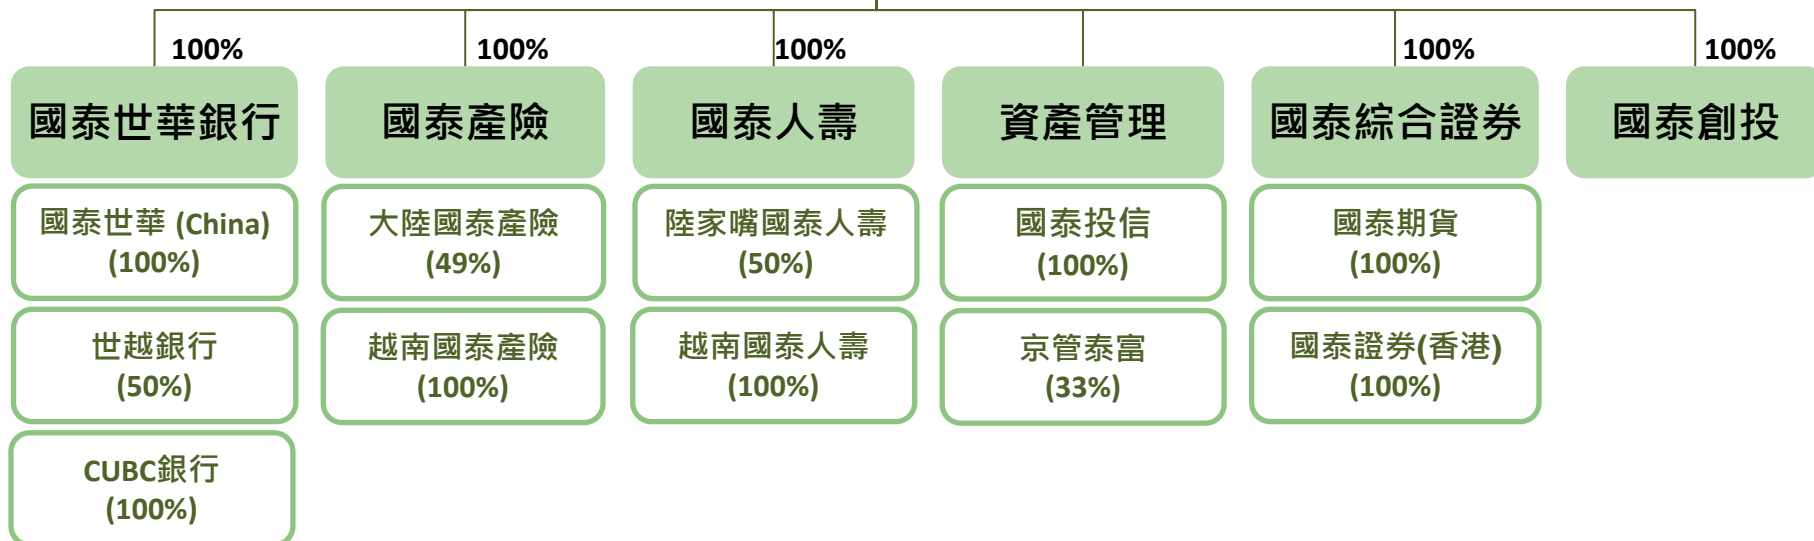 100%
100%
100%
100%
100%
國泰世華銀行
國泰產險
國泰人壽
資產管理
國泰綜合證券
國泰創投
國泰世華 (China)
(100%)
大陸國泰產險
(49%)
陸家嘴國泰人壽
(50%)
國泰投信
(100%)
國泰期貨
(100%)
世越銀行
(50%)
越南國泰產險
(100%)
越南國泰人壽
(100%)
京管泰富
(33%)
國泰證券(香港)
(100%)
CUBC銀行
(100%)